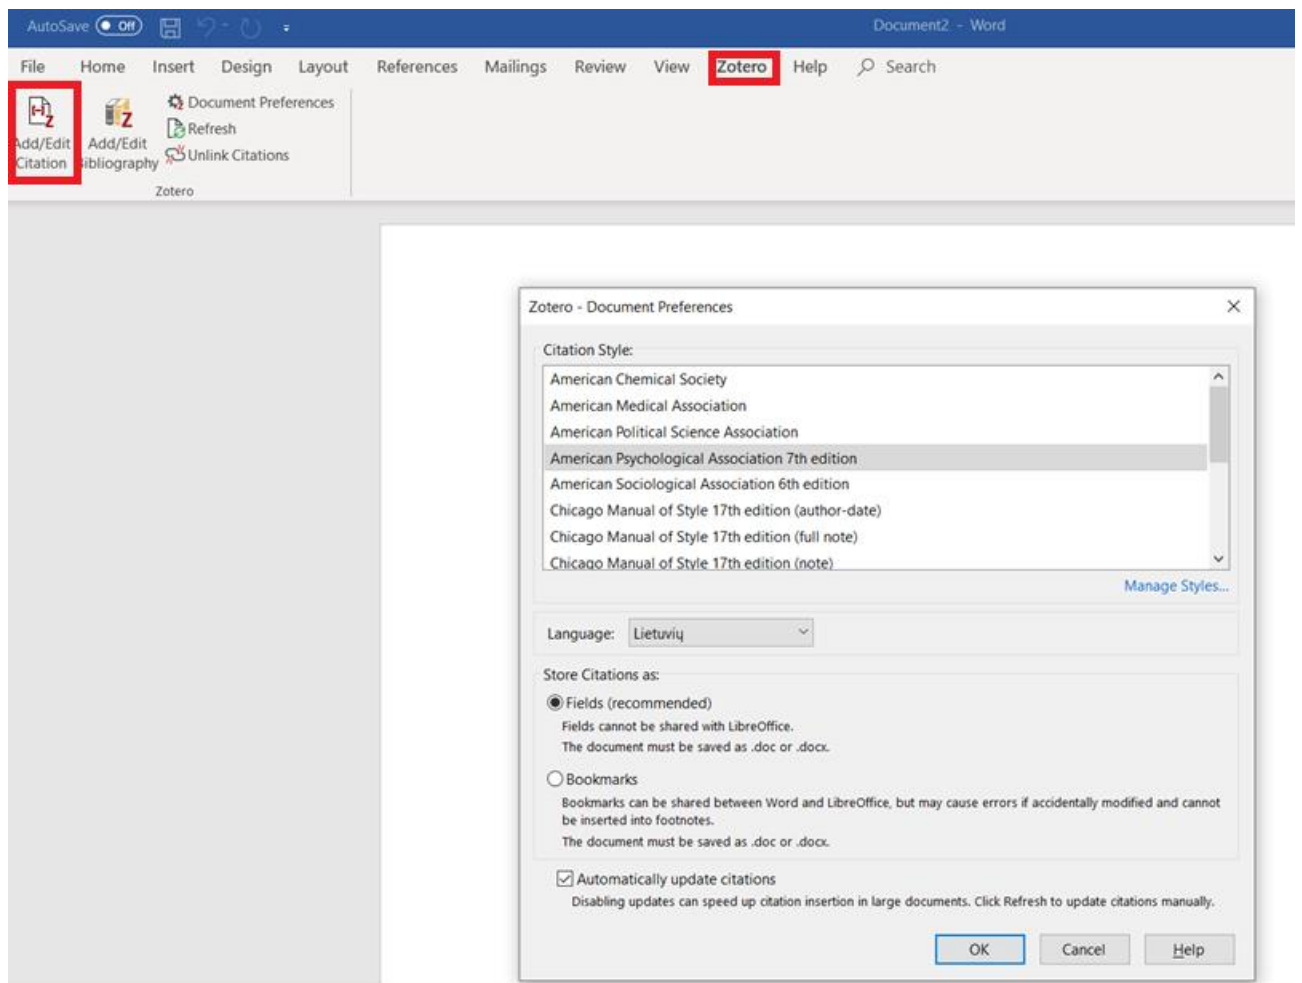 AutoSave Off Document2 - Word
File Home Insert Design Layout References Mailings Review View Zotero Help Search
Add/Edit Citation
Add/Edit Bibliography
Document Preferences
Refresh
Unlink Citations
Zotero
Zotero - Document Preferences
Citation Style:
American Chemical Society
American Medical Association
American Political Science Association
American Psychological Association 7th edition
American Sociological Association 6th edition
Chicago Manual of Style 17th edition (author-date)
Chicago Manual of Style 17th edition (full note)
Chicago Manual of Style 17th edition (note)
Manage Styles...
Language: Lietuvių
Store Citations as:
Fields (recommended)
Fields cannot be shared with LibreOffice.
The document must be saved as .doc or .docx.
Bookmarks
Bookmarks can be shared between Word and LibreOffice, but may cause errors if accidentally modified and cannot
be inserted into footnotes.
The document must be saved as .doc or .docx.
Automatically update citations
Disabling updates can speed up citation insertion in large documents. Click Refresh to update citations manually.
OK Cancel Help